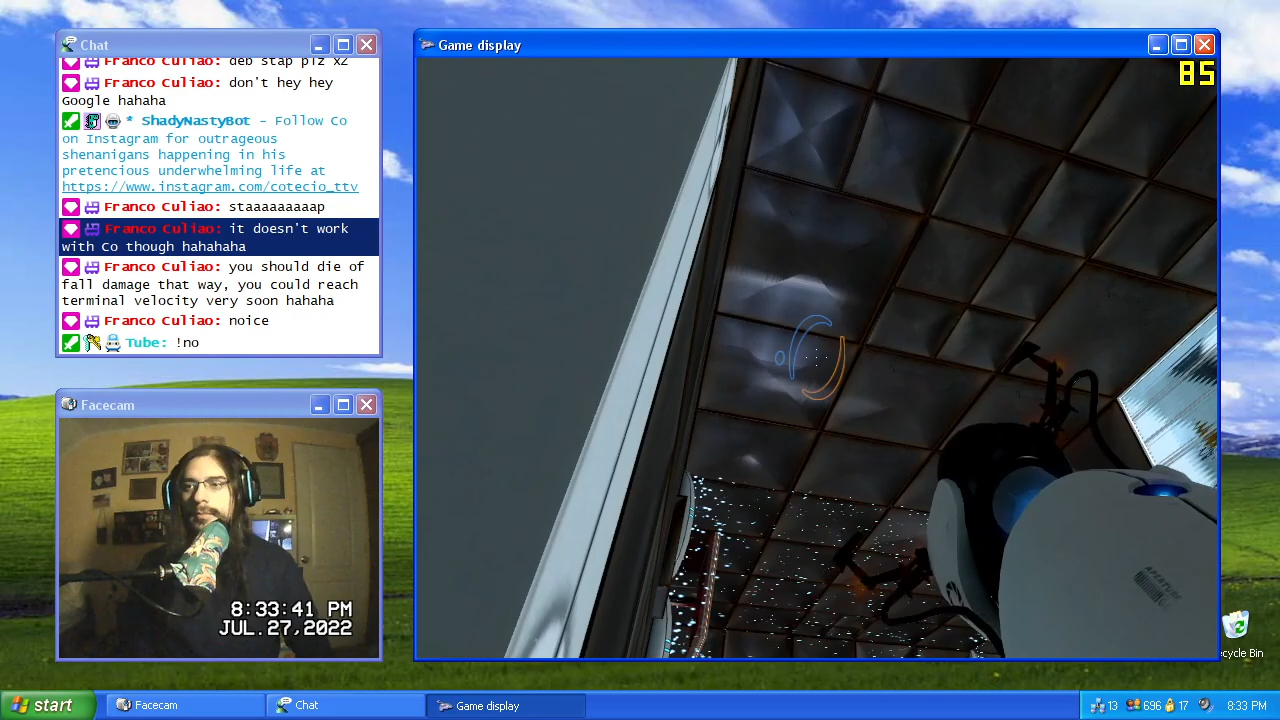 Chat
Franco Culiao: deb stap plz x2
Franco Culiao: don't hey hey
Google hahaha
* ShadyNastyBot - Follow Co
on Instagram for outrageous
shenanigans happening in his
pretencious underwhelming life at
https://www.instagram.com/cotecio_ttv
Franco Culiao: staaaaaaaaap
Franco Culiao: it doesn't work
with Co though hahahaha
Franco Culiao: you should die of
fall damage that way, you could reach
terminal velocity very soon hahaha
Franco Culiao: noice
Tube: !no
Game display
85
APERTURE
Facecam
8:33:41 PM
JUL.27,2022
ecycle Bin
start
Facecam
Chat
Game display
13
696
17
8:33 PM